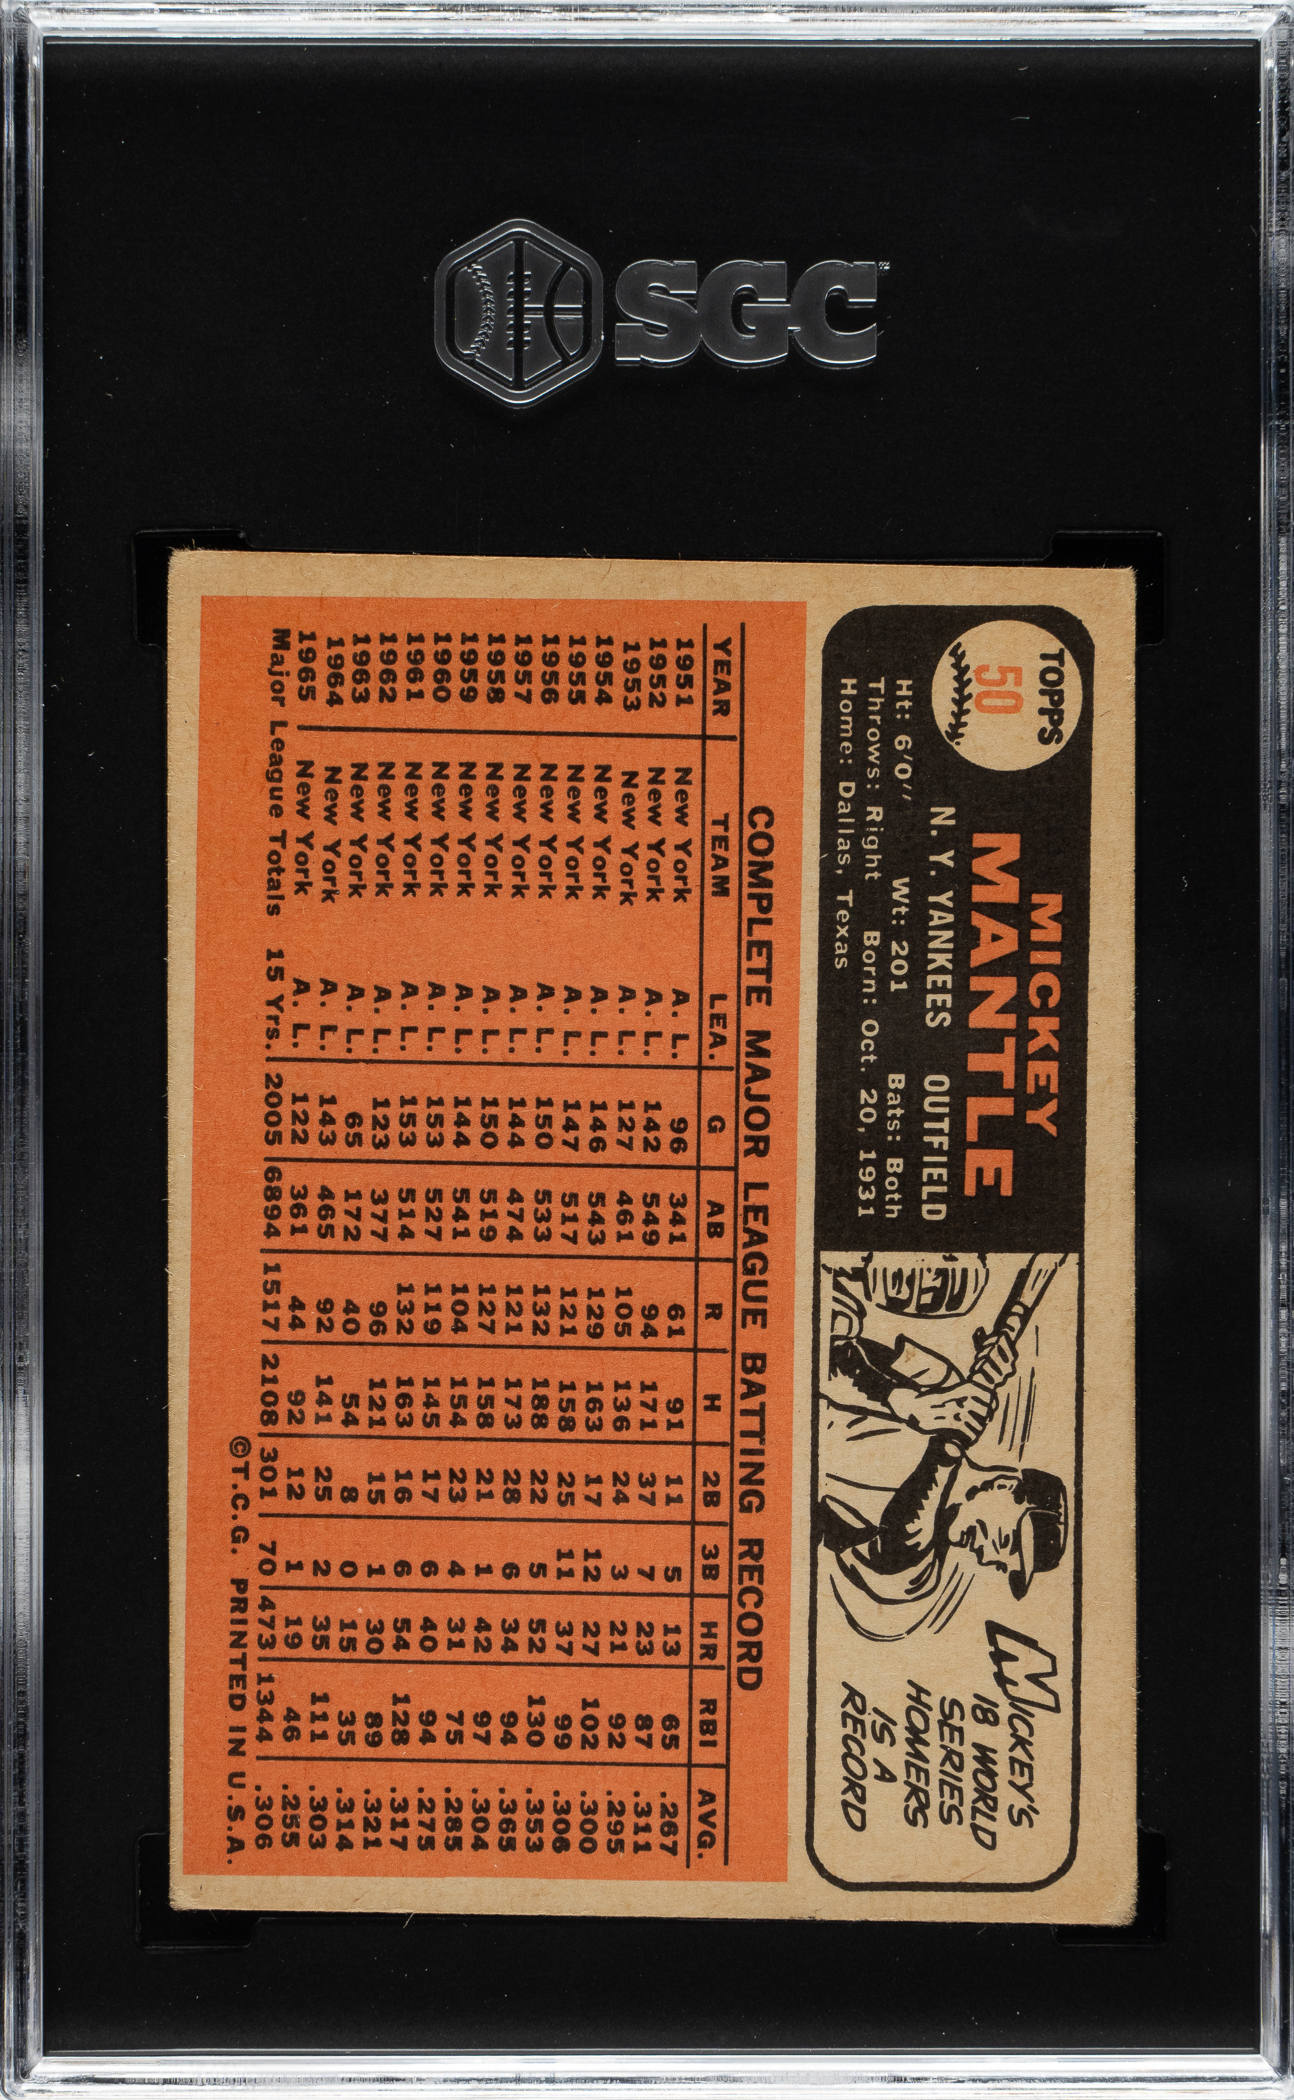 SGC
TOPPS
50
MICKEY
MANTLE
N. Y. YANKEES OUTFIELD
Ht: 6'0'' Wt: 201 Bats: Both
Throws: Right Born: Oct. 20, 1931
Home: Dallas, Texas
MICKEY'S
18 WORLD
SERIES
HOMERS
IS A
RECORD
COMPLETE MAJOR LEAGUE BATTING RECORD
YEAR TEAM LEA. G AB R H 2B 3B HR RBI AVG.
1951 New York A. L. 96 341 61 91 11 5 13 65 .267
1952 New York A. L. 142 549 94 171 37 7 23 87 .311
1953 New York A. L. 127 461 105 136 24 3 21 92 .295
1954 New York A. L. 146 543 129 163 17 12 27 102 .300
1955 New York A. L. 147 517 121 158 25 11 37 99 .306
1956 New York A. L. 150 533 132 188 22 5 52 130 .353
1957 New York A. L. 144 474 121 173 28 6 34 94 .365
1958 New York A. L. 150 519 127 158 21 1 42 97 .304
1959 New York A. L. 144 541 104 154 23 4 31 75 .285
1960 New York A. L. 153 527 119 145 17 6 40 94 .275
1961 New York A. L. 153 514 132 163 16 6 54 128 .317
1962 New York A. L. 123 377 96 121 15 1 30 89 .321
1963 New York A. L. 65 172 40 54 8 0 15 35 .314
1964 New York A. L. 143 465 92 141 25 2 35 111 .303
1965 New York A. L. 122 361 44 92 12 1 19 46 .255
Major League Totals 15 Yrs. 2005 6894 1517 2108 301 70 473 1344 .306
©T.C.G. PRINTED IN U.S.A.